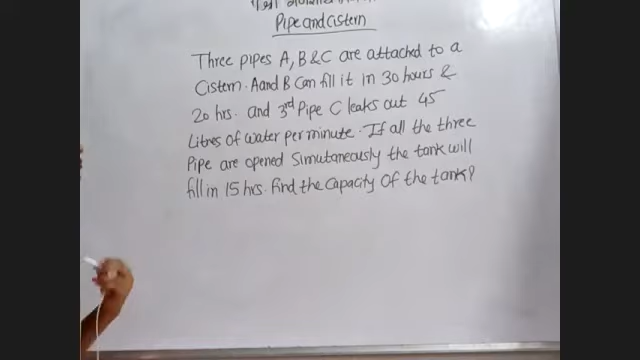 Pipe and cistern
Three pipes A, B & C are attached to a
Cistern. A and B Can fill it in 30 hours &
20 hrs. and 3rd Pipe C leaks out 45
Litres of water per minute. If all the three
Pipe are opened Simutaneously the tank will
fill in 15 hrs. Find the Capacity Of the tank?